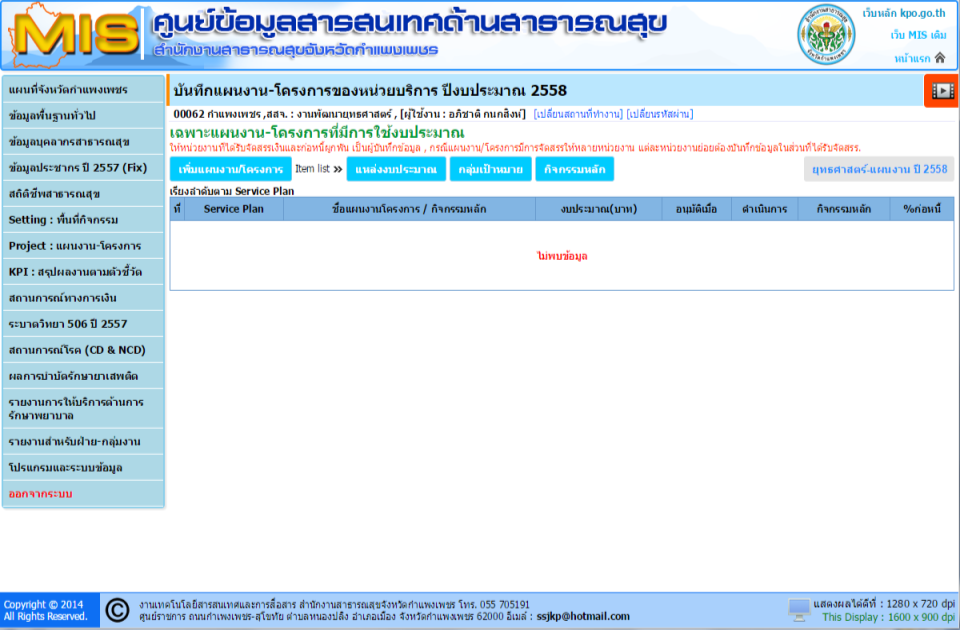 MIS ศูนย์ข้อมูลสารสนเทศด้านสาธารณสุข
สำนักงานสาธารณสุขจังหวัดกำแพงเพชร
เว็บหลัก kpo.go.th
เว็บ MIS เดิม
หน้าแรก
แผนที่จังหวัดกำแพงเพชร
ข้อมูลพื้นฐานทั่วไป
ข้อมูลบุคลากรสาธารณสุข
ข้อมูลประชากร ปี 2557 (Fix)
สถิติชีพสาธารณสุข
Setting : พื้นที่กิจกรรม
Project : แผนงาน-โครงการ
KPI : สรุปผลงานตามตัวชี้วัด
สถานการณ์ทางการเงิน
ระบาดวิทยา 506 ปี 2557
สถานการณ์โรค (CD & NCD)
ผลการบำบัดรักษายาเสพติด
รายงานการให้บริการด้านการ
รักษาพยาบาล
รายงานสำหรับฝ่าย-กลุ่มงาน
โปรแกรมและระบบข้อมูล
ออกจากระบบ
บันทึกแผนงาน-โครงการของหน่วยบริการ ปีงบประมาณ 2558
00062 กำแพงเพชร ,สสจ. : งานพัฒนายุทธศาสตร์ , [ผู้ใช้งาน : อภิชาติ กนกสิงห์] [เปลี่ยนสถานที่ทำงาน] [เปลี่ยนรหัสผ่าน]
เฉพาะแผนงาน-โครงการที่มีการใช้งบประมาณ
ให้หน่วยงานที่ได้รับจัดสรรเงินและก่อหนี้ผูกพัน เป็นผู้บันทึกข้อมูล , กรณีแผนงาน/โครงการมีการจัดสรรให้หลายหน่วยงาน แต่ละหน่วยงานย่อยต้องบันทึกข้อมูลในส่วนที่ได้รับจัดสรร.
เพิ่มแผนงาน/โครงการ Item list >> แหล่งงบประมาณ กลุ่มเป้าหมาย กิจกรรมหลัก ยุทธศาสตร์-แผนงาน ปี 2558
เรียงลำดับตาม Service Plan
ที่ Service Plan ชื่อแผนงานโครงการ / กิจกรรมหลัก งบประมาณ(บาท) อนุมัติเมื่อ ดำเนินการ กิจกรรมหลัก %ก่อหนี้
ไม่พบข้อมูล
Copyright © 2014
All Rights Reserved.
งานเทคโนโลยีสารสนเทศและการสื่อสาร สำนักงานสาธารณสุขจังหวัดกำแพงเพชร โทร. 055 705191
ศูนย์ราชการ ถนนกำแพงเพชร-สุโขทัย ตำบลหนองปลิง อำเภอเมือง จังหวัดกำแพงเพชร 62000 อีเมล์ : ssjkp@hotmail.com
แสดงผลได้ดีที่ : 1280 x 720 dpi
This Display : 1600 x 900 dpi